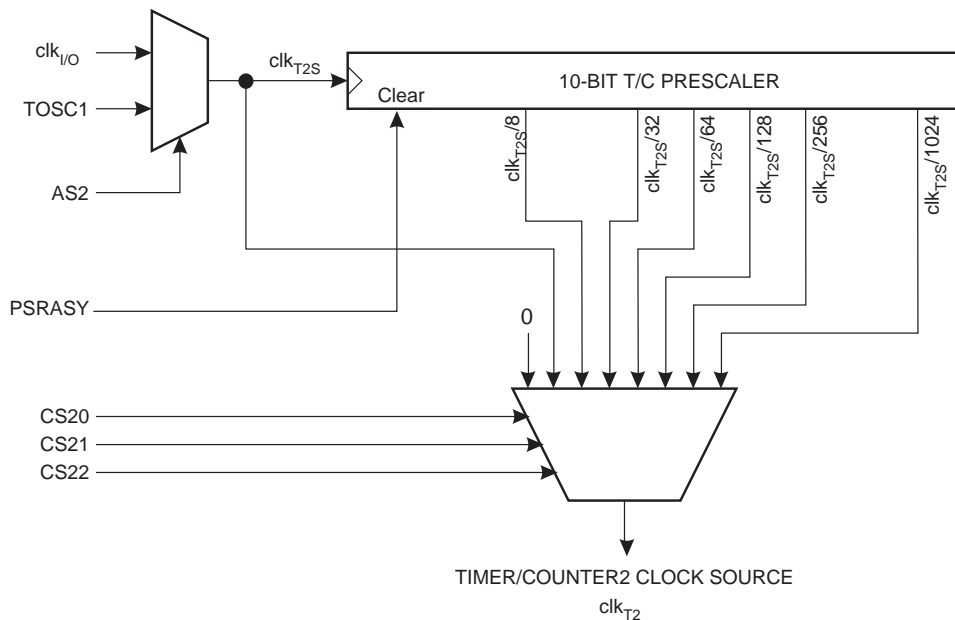 clkI/O
clkT2S
10-BIT T/C PRESCALER
TOSC1
Clear
AS2
clkT2S/8
clkT2S/32
clkT2S/64
clkT2S/128
clkT2S/256
clkT2S/1024
PSRASY
0
CS20
CS21
CS22
TIMER/COUNTER2 CLOCK SOURCE
clkT2